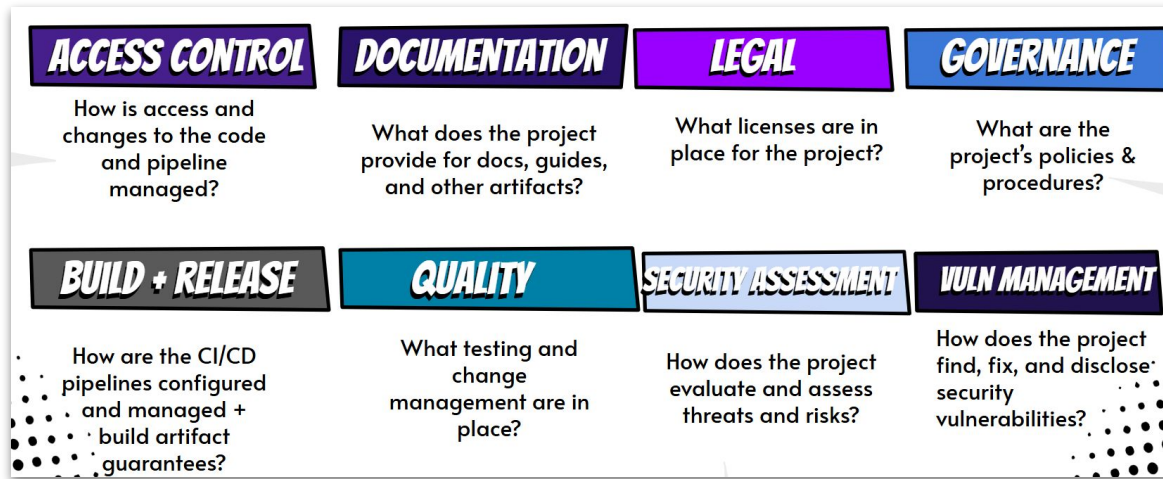 ACCESS CONTROL
How is access and
changes to the code
and pipeline
managed?
DOCUMENTATION
What does the project
provide for docs, guides,
and other artifacts?
LEGAL
What licenses are in
place for the project?
GOVERNANCE
What are the
project's policies &
procedures?
BUILD + RELEASE
How are the CI/CD
pipelines configured
and managed +
build artifact
guarantees?
QUALITY
What testing and
change
management are in
place?
SECURITY ASSESSMENT
How does the project
evaluate and assess
threats and risks?
VULN MANAGEMENT
How does the project
find, fix, and disclose
security
vulnerabilities?